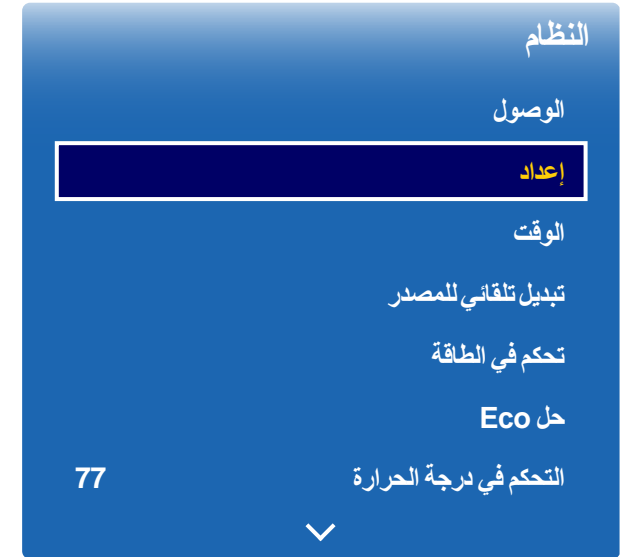 النظام
الوصول
إعداد
الوقت
تبديل تلقائي للمصدر
تحكم في الطاقة
حل Eco
التحكم في درجة الحرارة 77